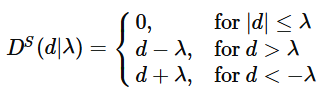 0, for |d| ≤ λ
D^S(d|λ) = { d − λ, for d > λ
d + λ, for d < −λ